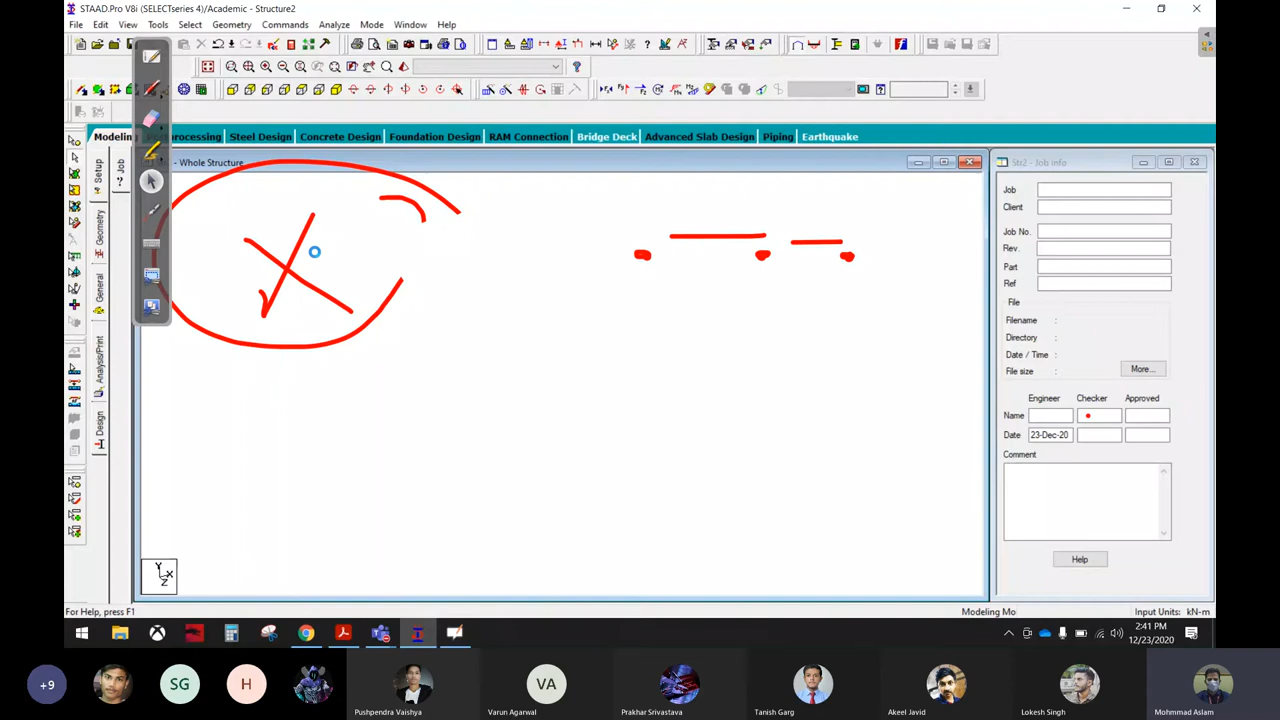 STAAD.Pro V8i (SELECTseries 4)/Academic - Structure2
File Edit View Tools Select Geometry Commands Analyze Mode Window Help
Modeling Steel Design Concrete Design Foundation Design RAM Connection Bridge Deck Advanced Slab Design Piping Earthquake
- Whole Structure
Str2 - Job Info
Setup
Job
Geometry
General
Analysis/Print
Design
Job
Client
Job No.
Rev.
Part
Ref
File
Filename :
Directory :
Date / Time :
File size :
More...
Engineer Checker Approved
Name
Date 23-Dec-20
Comment
Help
Y
X
Z
For Help, press F1
Modeling Mo
Input Units: kN-m
2:41 PM
12/23/2020
+9
SG
H
VA
Pushpendra Vaishya
Varun Agarwal
Prakhar Srivastava
Tanish Garg
Akeel Javid
Lokesh Singh
Mohmmad Aslam